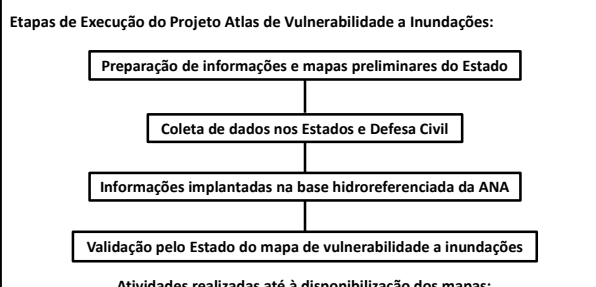 Etapas de Execução do Projeto Atlas de Vulnerabilidade a Inundações:
Preparação de informações e mapas preliminares do Estado
Coleta de dados nos Estados e Defesa Civil
Informações implantadas na base hidroreferenciada da ANA
Validação pelo Estado do mapa de vulnerabilidade a inundações
Atividades realizadas até à disponibilização dos mapas: